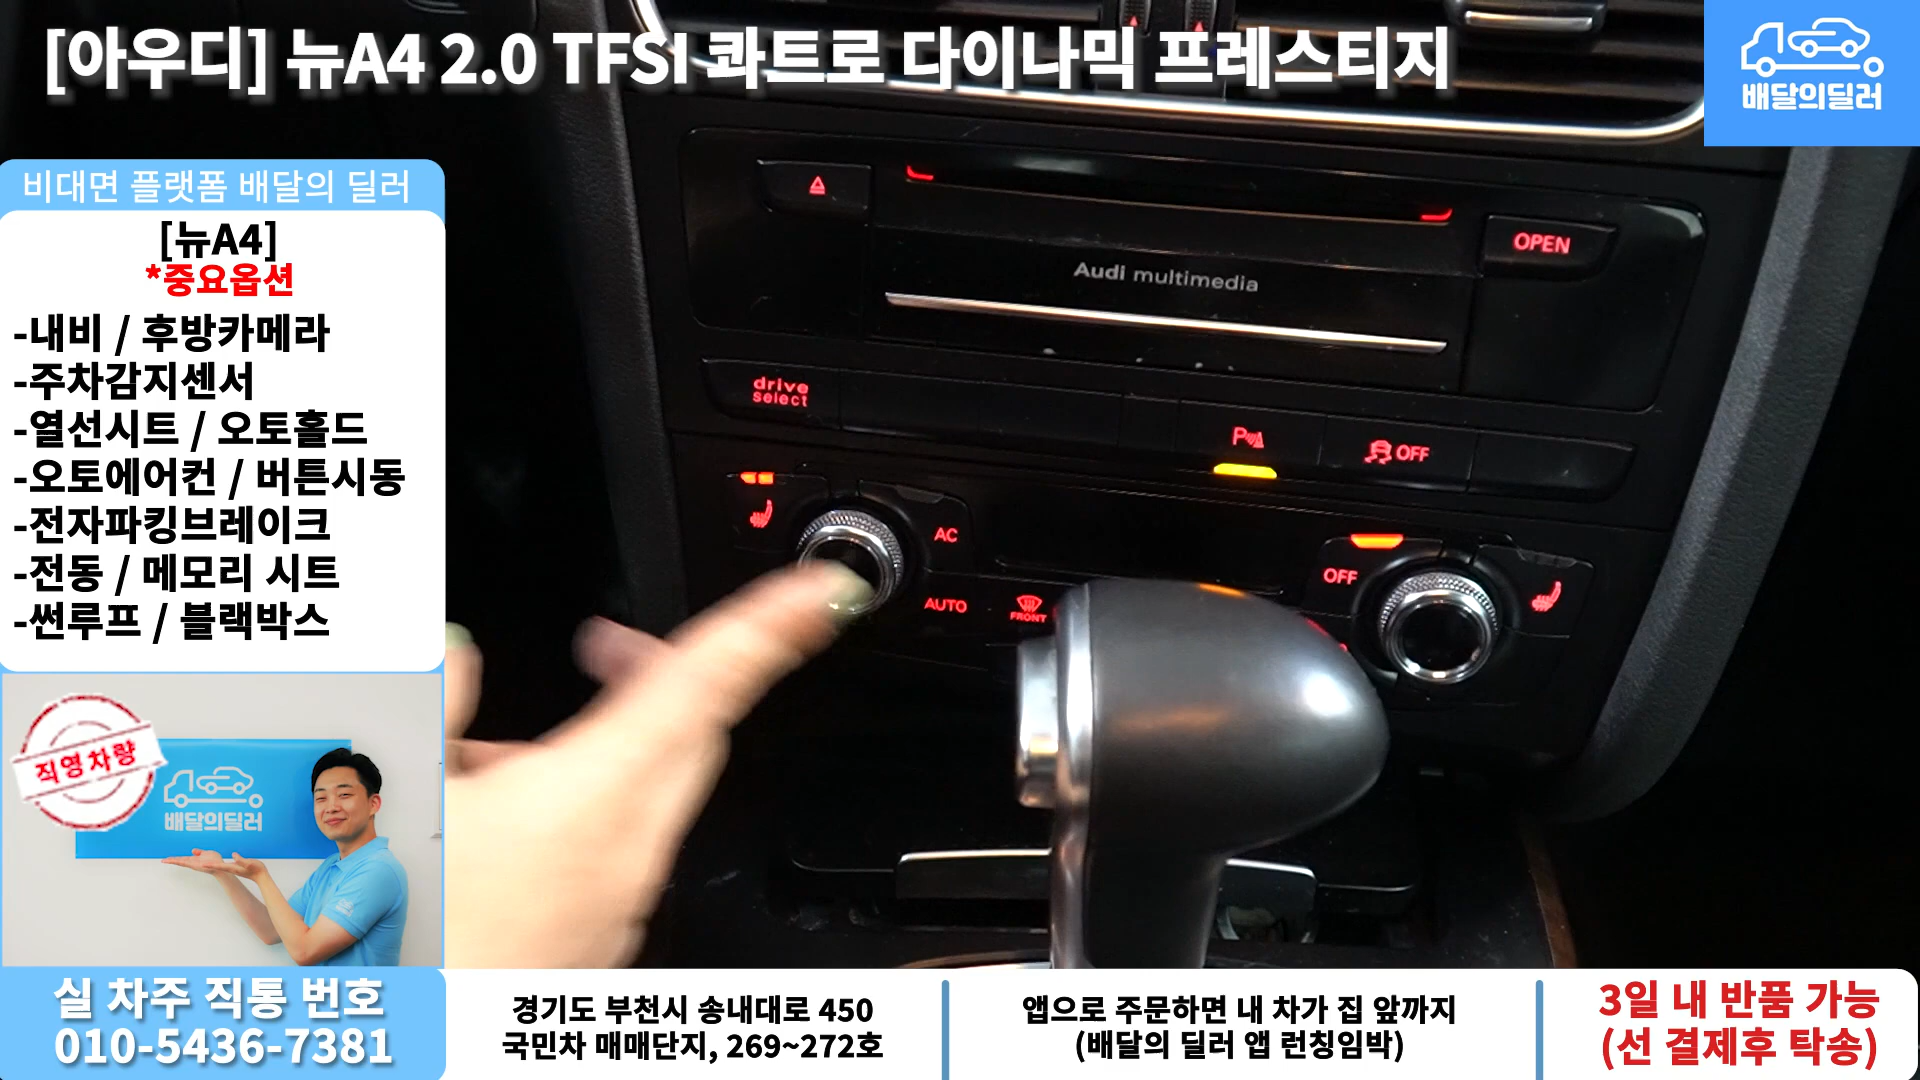 [아우디] 뉴A4 2.0 TFSI 콰트로 다이나믹 프레스티지
배달의딜러
비대면 플랫폼 배달의 딜러
[뉴A4]
*중요옵션
-내비 / 후방카메라
-주차감지센서
-열선시트 / 오토홀드
-오토에어컨 / 버튼시동
-전자파킹브레이크
-전동 / 메모리 시트
-썬루프 / 블랙박스
OPEN
Audi multimedia
drive
select
P
OFF
AC
AUTO
FRONT
OFF
직영차량
배달의딜러
실 차주 직통 번호
010-5436-7381
경기도 부천시 송내대로 450
국민차 매매단지, 269~272호
앱으로 주문하면 내 차가 집 앞까지
(배달의 딜러 앱 런칭임박)
3일 내 반품 가능
(선 결제후 탁송)